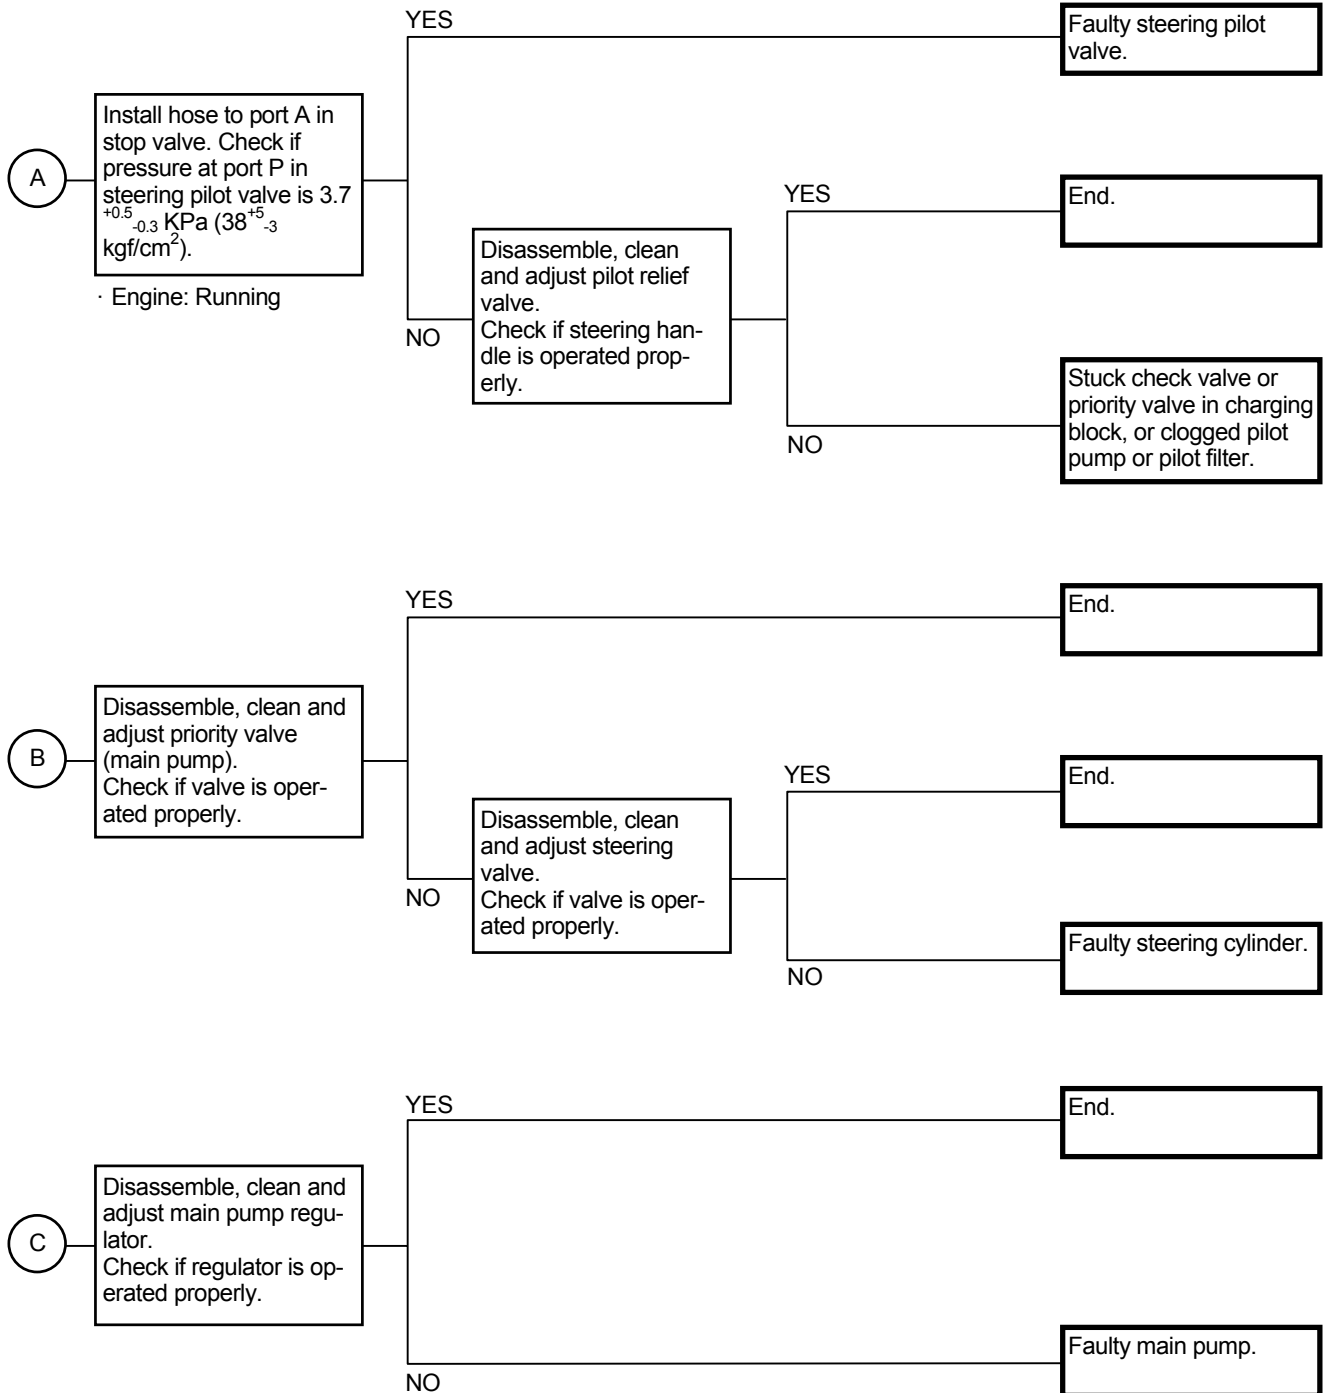 YES
Faulty steering pilot
valve.
A
Install hose to port A in
stop valve. Check if
pressure at port P in
steering pilot valve is 3.7
+0.5 -0.3 KPa (38+5 -3
kgf/cm2).
· Engine: Running
YES
End.
NO
Disassemble, clean
and adjust pilot relief
valve.
Check if steering han-
dle is operated prop-
erly.
NO
Stuck check valve or
priority valve in charging
block, or clogged pilot
pump or pilot filter.
YES
End.
B
Disassemble, clean and
adjust priority valve
(main pump).
Check if valve is oper-
ated properly.
YES
End.
NO
Disassemble, clean
and adjust steering
valve.
Check if valve is oper-
ated properly.
NO
Faulty steering cylinder.
YES
End.
C
Disassemble, clean and
adjust main pump regu-
lator.
Check if regulator is op-
erated properly.
NO
Faulty main pump.